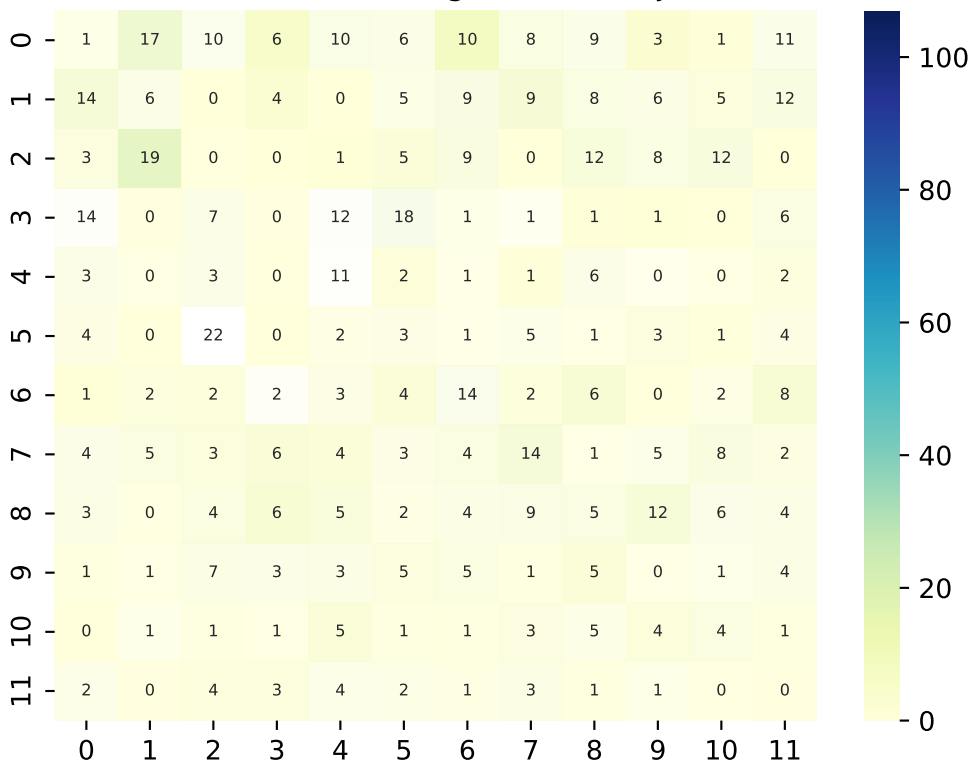 0 1 17 10 6 10 6 10 8 9 3 1 11
100
1 14 6 0 4 0 5 9 9 8 6 5 12
2 3 19 0 0 1 5 9 0 12 8 12 0
80
3 14 0 7 0 12 18 1 1 1 1 0 6
4 3 0 3 0 11 2 1 1 6 0 0 2
60
5 4 0 22 0 2 3 1 5 1 3 1 4
6 1 2 2 2 3 4 14 2 6 0 2 8
40
7 4 5 3 6 4 3 4 14 1 5 8 2
8 3 0 4 6 5 2 4 9 5 12 6 4
20
9 1 1 7 3 3 5 5 1 5 0 1 4
10 0 1 1 1 5 1 1 3 5 4 4 1
11 2 0 4 3 4 2 1 3 1 1 0 0
0
0 1 2 3 4 5 6 7 8 9 10 11